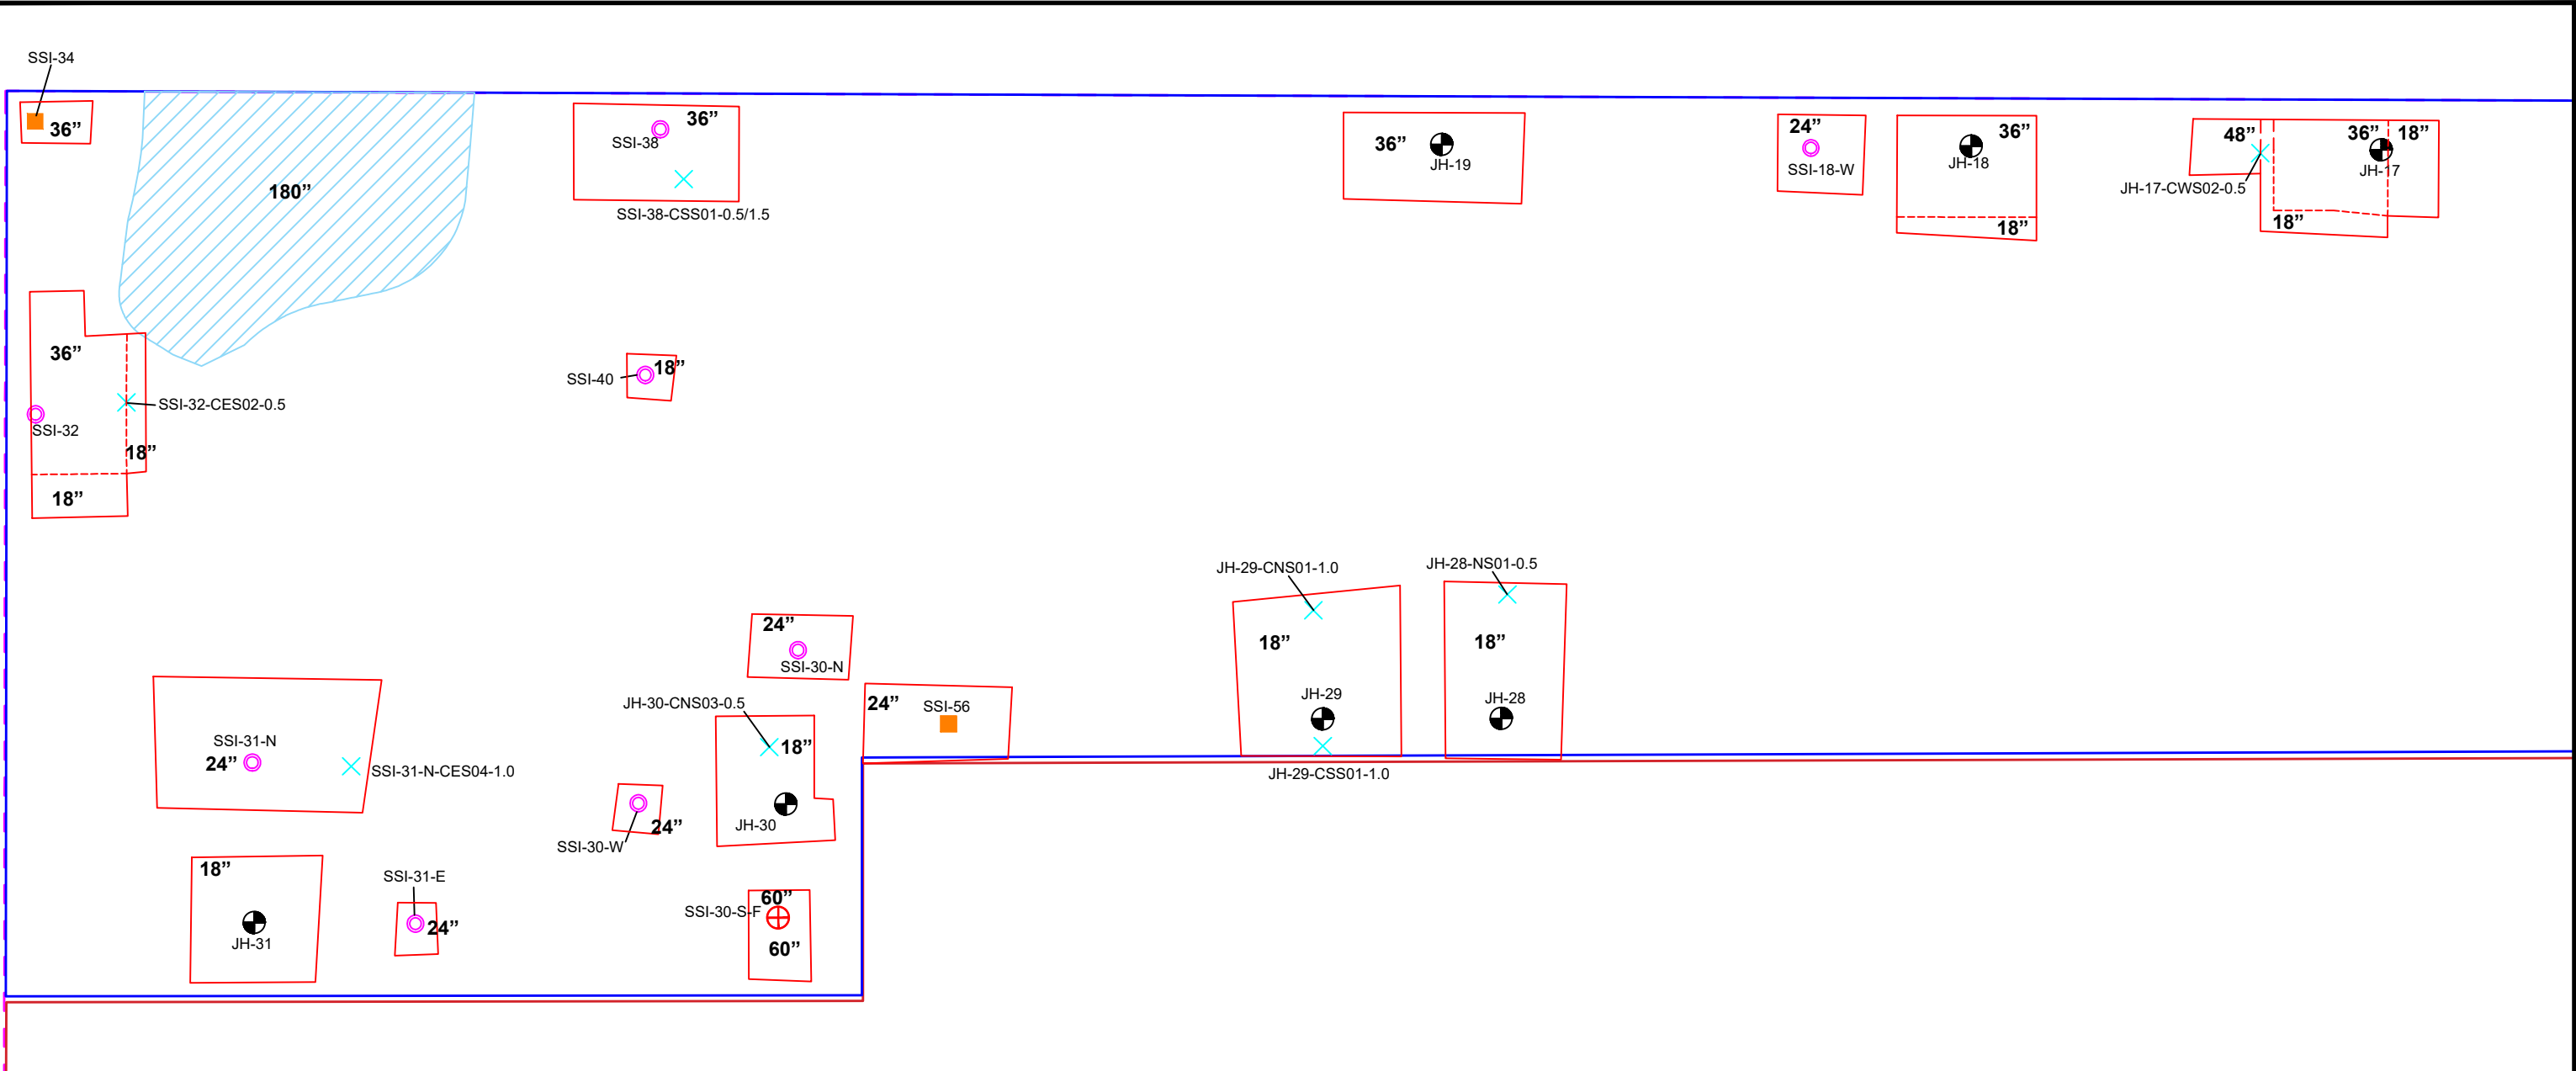 SSI-34
36”
180”
SSI-38
36”
SSI-38-CSS01-0.5/1.5
36”
JH-19
24”
SSI-18-W
36”
JH-18
18”
48”
36”
18”
JH-17
JH-17-CWS02-0.5
18”
36”
SSI-32-CES02-0.5
SSI-32
18”
18”
SSI-40
18”
JH-29-CNS01-1.0
JH-28-NS01-0.5
18”
18”
JH-29
JH-28
JH-29-CSS01-1.0
24”
SSI-30-N
24”
SSI-56
JH-30-CNS03-0.5
18”
JH-30
SSI-31-N
24”
SSI-31-N-CES04-1.0
24”
SSI-30-W
18”
JH-31
SSI-31-E
24”
60”
SSI-30-S-F
60”